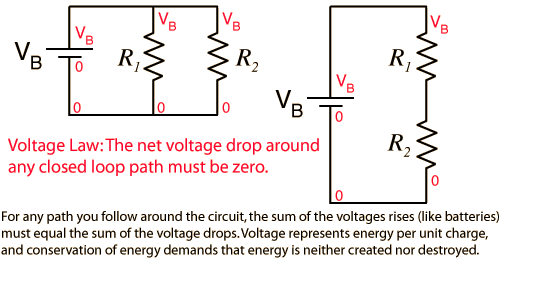 V_B
V_B
0
0
R_1
V_B
0
R_2
V_B
0
V_B
V_B
0
0
R_1
V_B
R_2
0
Voltage Law: The net voltage drop around
any closed loop path must be zero.
For any path you follow around the circuit, the sum of the voltages rises (like batteries)
must equal the sum of the voltage drops. Voltage represents energy per unit charge,
and conservation of energy demands that energy is neither created nor destroyed.